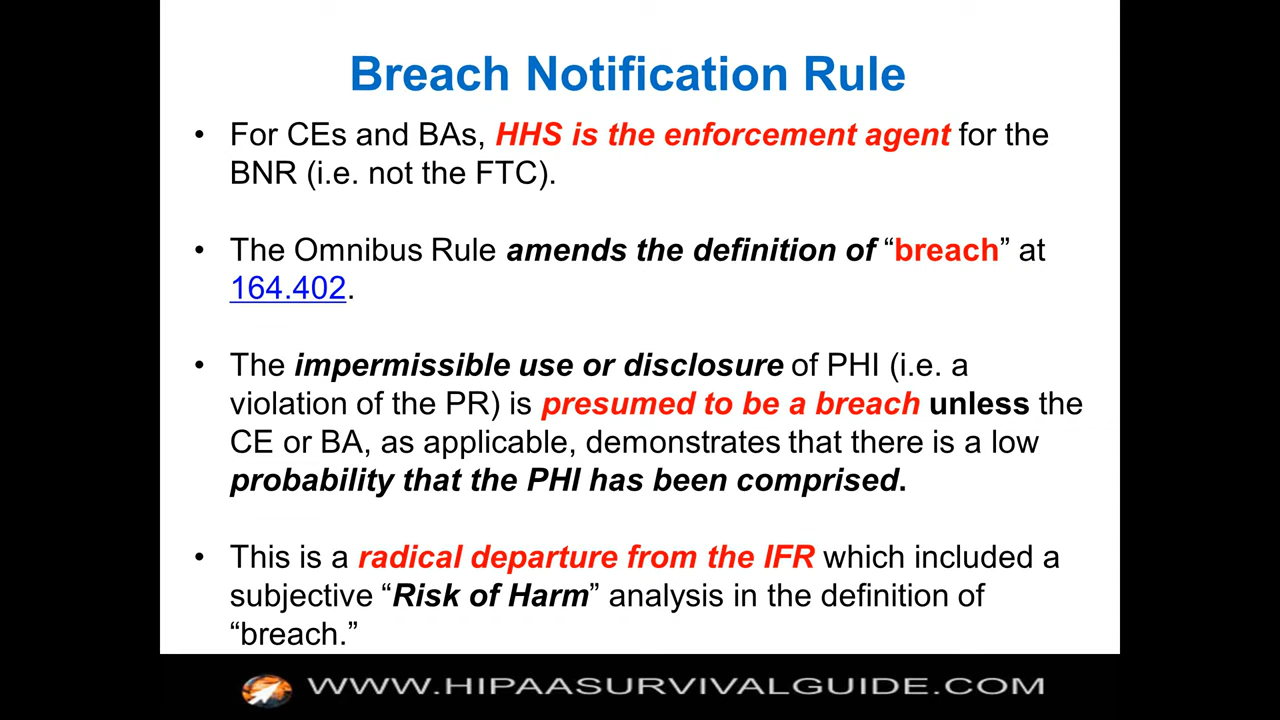 Breach Notification Rule
• For CEs and BAs, HHS is the enforcement agent for the
BNR (i.e. not the FTC).
• The Omnibus Rule amends the definition of “breach” at
164.402.
• The impermissible use or disclosure of PHI (i.e. a
violation of the PR) is presumed to be a breach unless the
CE or BA, as applicable, demonstrates that there is a low
probability that the PHI has been comprised.
• This is a radical departure from the IFR which included a
subjective “Risk of Harm” analysis in the definition of
“breach.”
WWW.HIPAASURVIVALGUIDE.COM